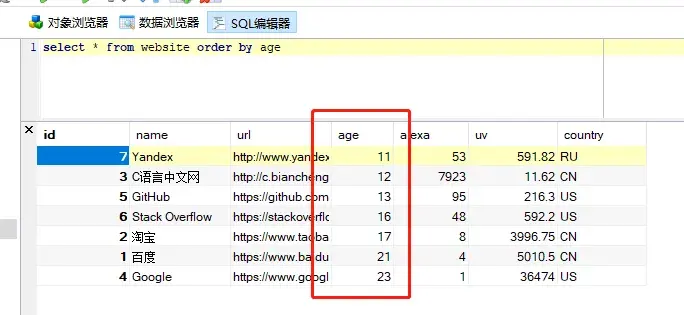 对象浏览器 数据浏览器 SQL编辑器
1 select * from website order by age
id name url age alexa uv country
7 Yandex http://www.yandex 11 53 591.82 RU
3 C语言中文网 http://c.biancheng 12 7923 11.62 CN
5 GitHub https://github.com 13 95 216.3 US
6 Stack Overflow https://stackoverfl 16 48 592.2 US
2 淘宝 https://www.taoba 17 8 3996.75 CN
1 百度 https://www.baidu 21 4 5010.5 CN
4 Google https://www.googl 23 1 36474 US